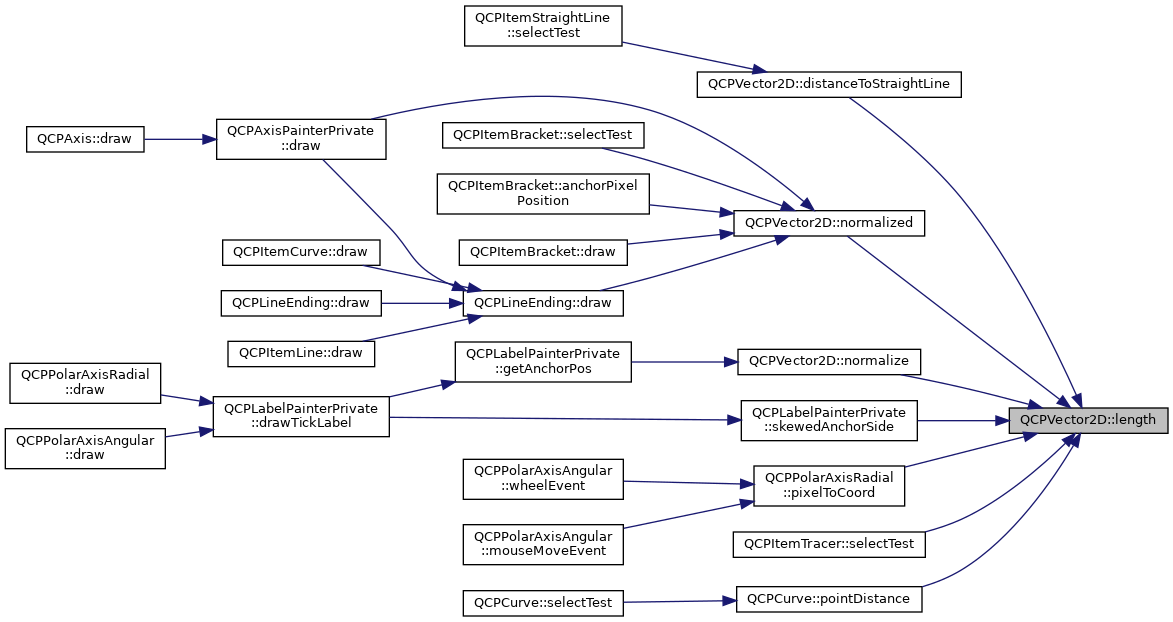 QCPItemStraightLine
::selectTest
QCPVector2D::distanceToStraightLine
QCPAxis::draw
QCPAxisPainterPrivate
::draw
QCPItemBracket::selectTest
QCPItemBracket::anchorPixel
Position
QCPVector2D::normalized
QCPItemCurve::draw
QCPItemBracket::draw
QCPLineEnding::draw
QCPLineEnding::draw
QCPItemLine::draw
QCPLabelPainterPrivate
::getAnchorPos
QCPVector2D::normalize
QCPPolarAxisRadial
::draw
QCPLabelPainterPrivate
::drawTickLabel
QCPLabelPainterPrivate
::skewedAnchorSide
QCPVector2D::length
QCPPolarAxisAngular
::draw
QCPPolarAxisAngular
::wheelEvent
QCPPolarAxisRadial
::pixelToCoord
QCPPolarAxisAngular
::mouseMoveEvent
QCPItemTracer::selectTest
QCPCurve::selectTest
QCPCurve::pointDistance